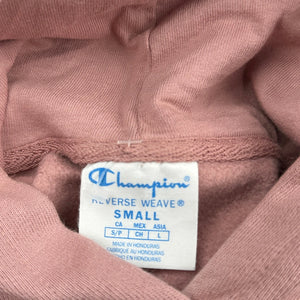 Champion
REVERSE WEAVE®
SMALL
CA MEX ASIA
S/P CH L
MADE IN HONDURAS
FABRIQUÉ AU HONDURAS
HECHO EN HONDURAS